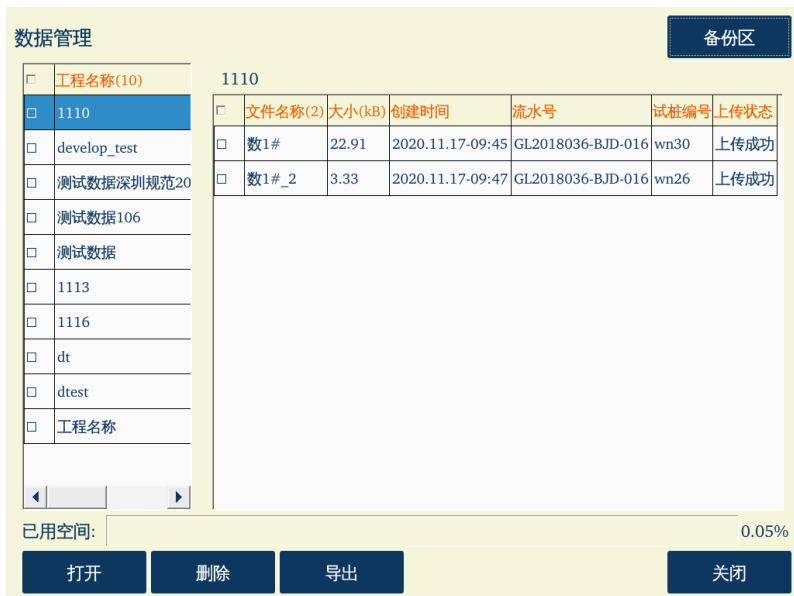 数据管理
备份区
工程名称(10)
1110
develop_test
测试数据深圳规范20
测试数据106
测试数据
1113
1116
dt
dtest
工程名称
1110
文件名称(2) 大小(kB) 创建时间 流水号 试桩编号 上传状态
数1# 22.91 2020.11.17-09:45 GL2018036-BJD-016 wn30 上传成功
数1#_2 3.33 2020.11.17-09:47 GL2018036-BJD-016 wn26 上传成功
已用空间: 0.05%
打开 删除 导出 关闭